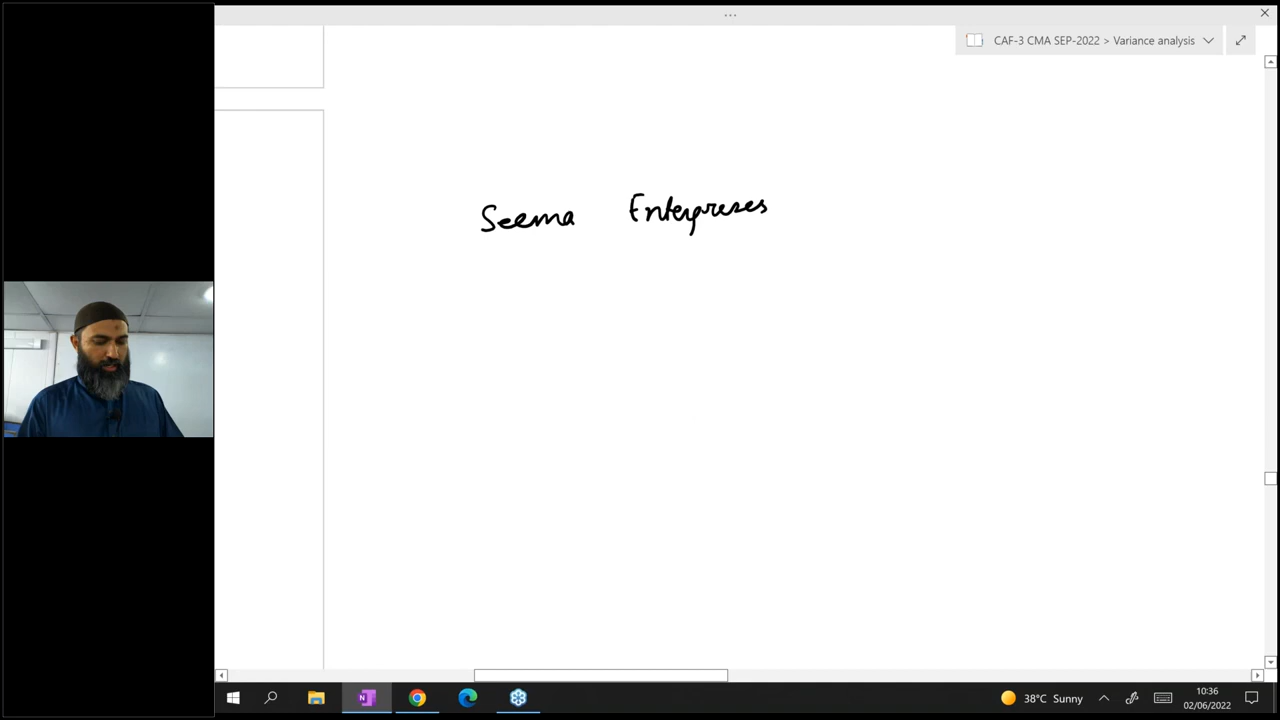 ...
CAF-3 CMA SEP-2022 > Variance analysis
Seema Enterpreses
38°C Sunny
10:36
02/06/2022